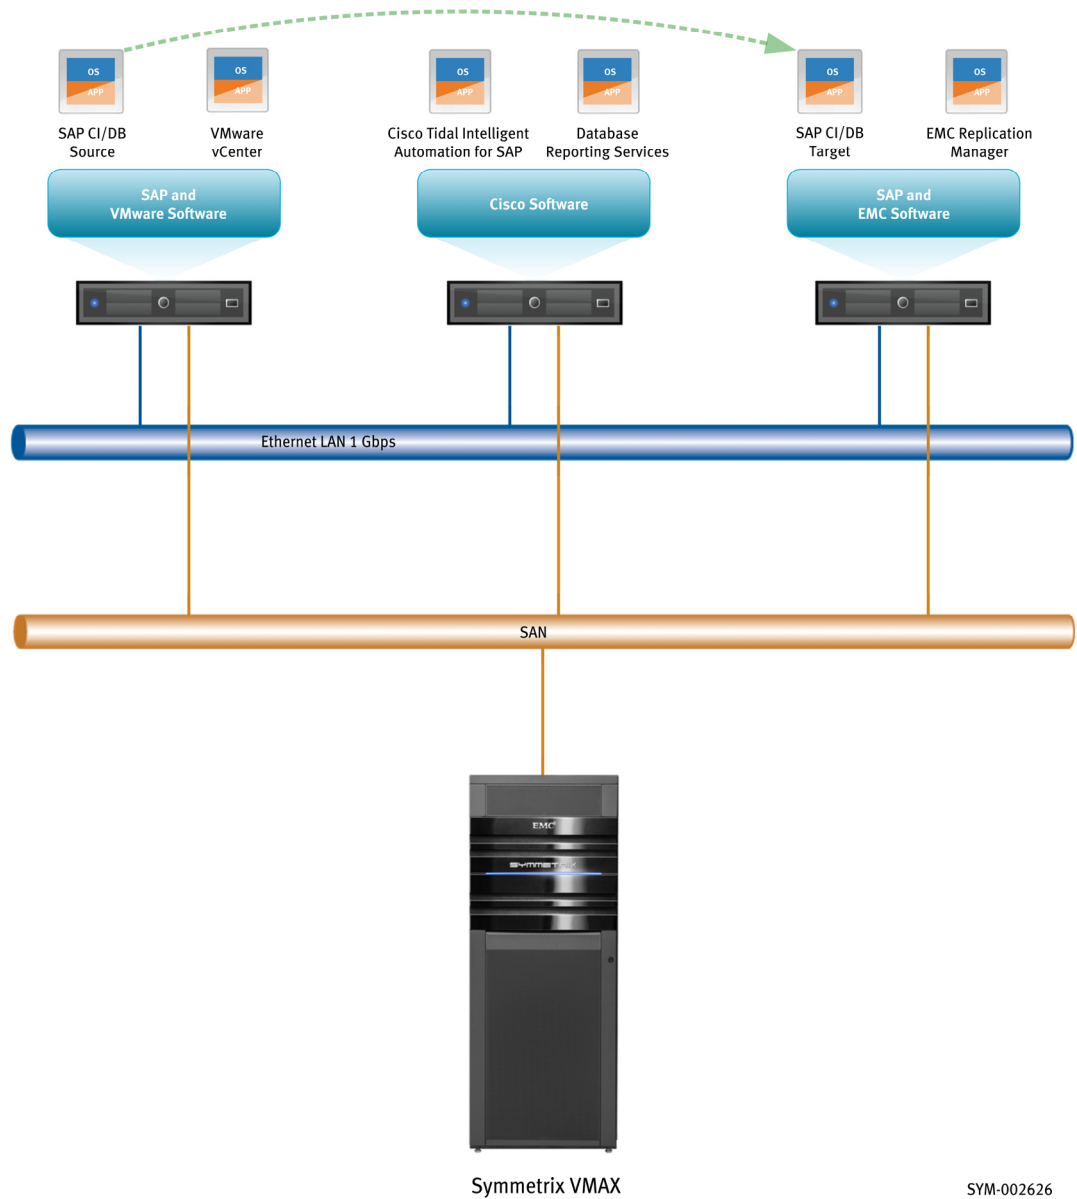 OS
APP
OS
APP
OS
APP
OS
APP
OS
APP
OS
APP
SAP CI/DB
Source
VMware
vCenter
Cisco Tidal Intelligent
Automation for SAP
Database
Reporting Services
SAP CI/DB
Target
EMC Replication
Manager
SAP and
VMware Software
Cisco Software
SAP and
EMC Software
Ethernet LAN 1 Gbps
SAN
EMC²
SYMMETRIX
Symmetrix VMAX
SYM-002626